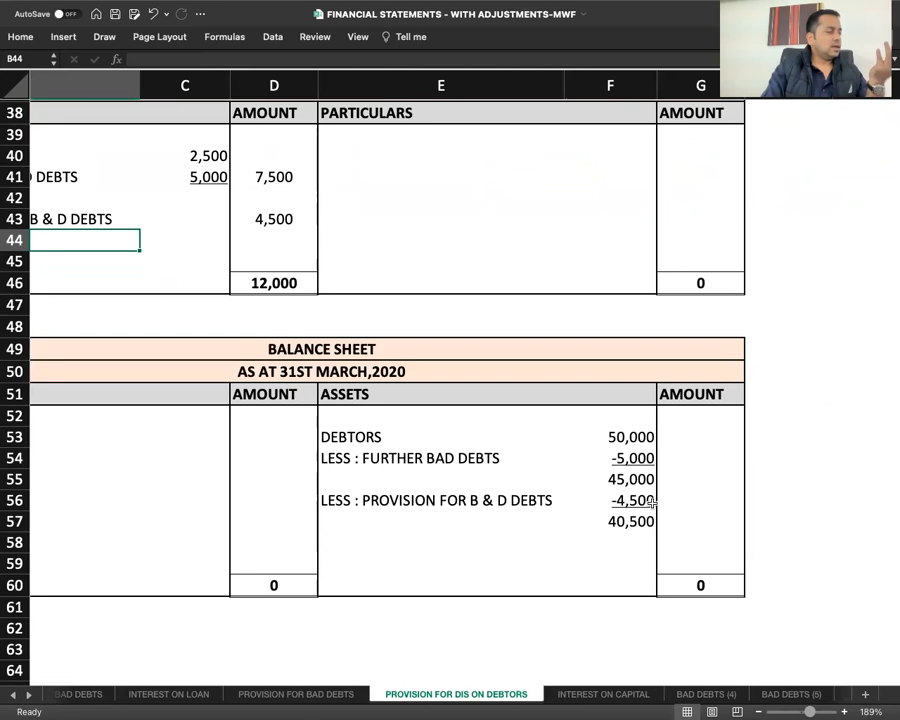 AutoSave OFF FINANCIAL STATEMENTS - WITH ADJUSTMENTS-MWF
Home Insert Draw Page Layout Formulas Data Review View Tell me
B44 fx
C D E F G
38 AMOUNT PARTICULARS AMOUNT
39
40 2,500
41 DEBTS 5,000 7,500
42
43 B & D DEBTS 4,500
44
45
46 12,000 0
47
48
49 BALANCE SHEET
50 AS AT 31ST MARCH,2020
51 AMOUNT ASSETS AMOUNT
52
53 DEBTORS 50,000
54 LESS : FURTHER BAD DEBTS -5,000
55 45,000
56 LESS : PROVISION FOR B & D DEBTS -4,500
57 40,500
58
59
60 0 0
61
62
63
64
BAD DEBTS INTEREST ON LOAN PROVISION FOR BAD DEBTS PROVISION FOR DIS ON DEBTORS INTEREST ON CAPITAL BAD DEBTS (4) BAD DEBTS (5)
Ready 189%